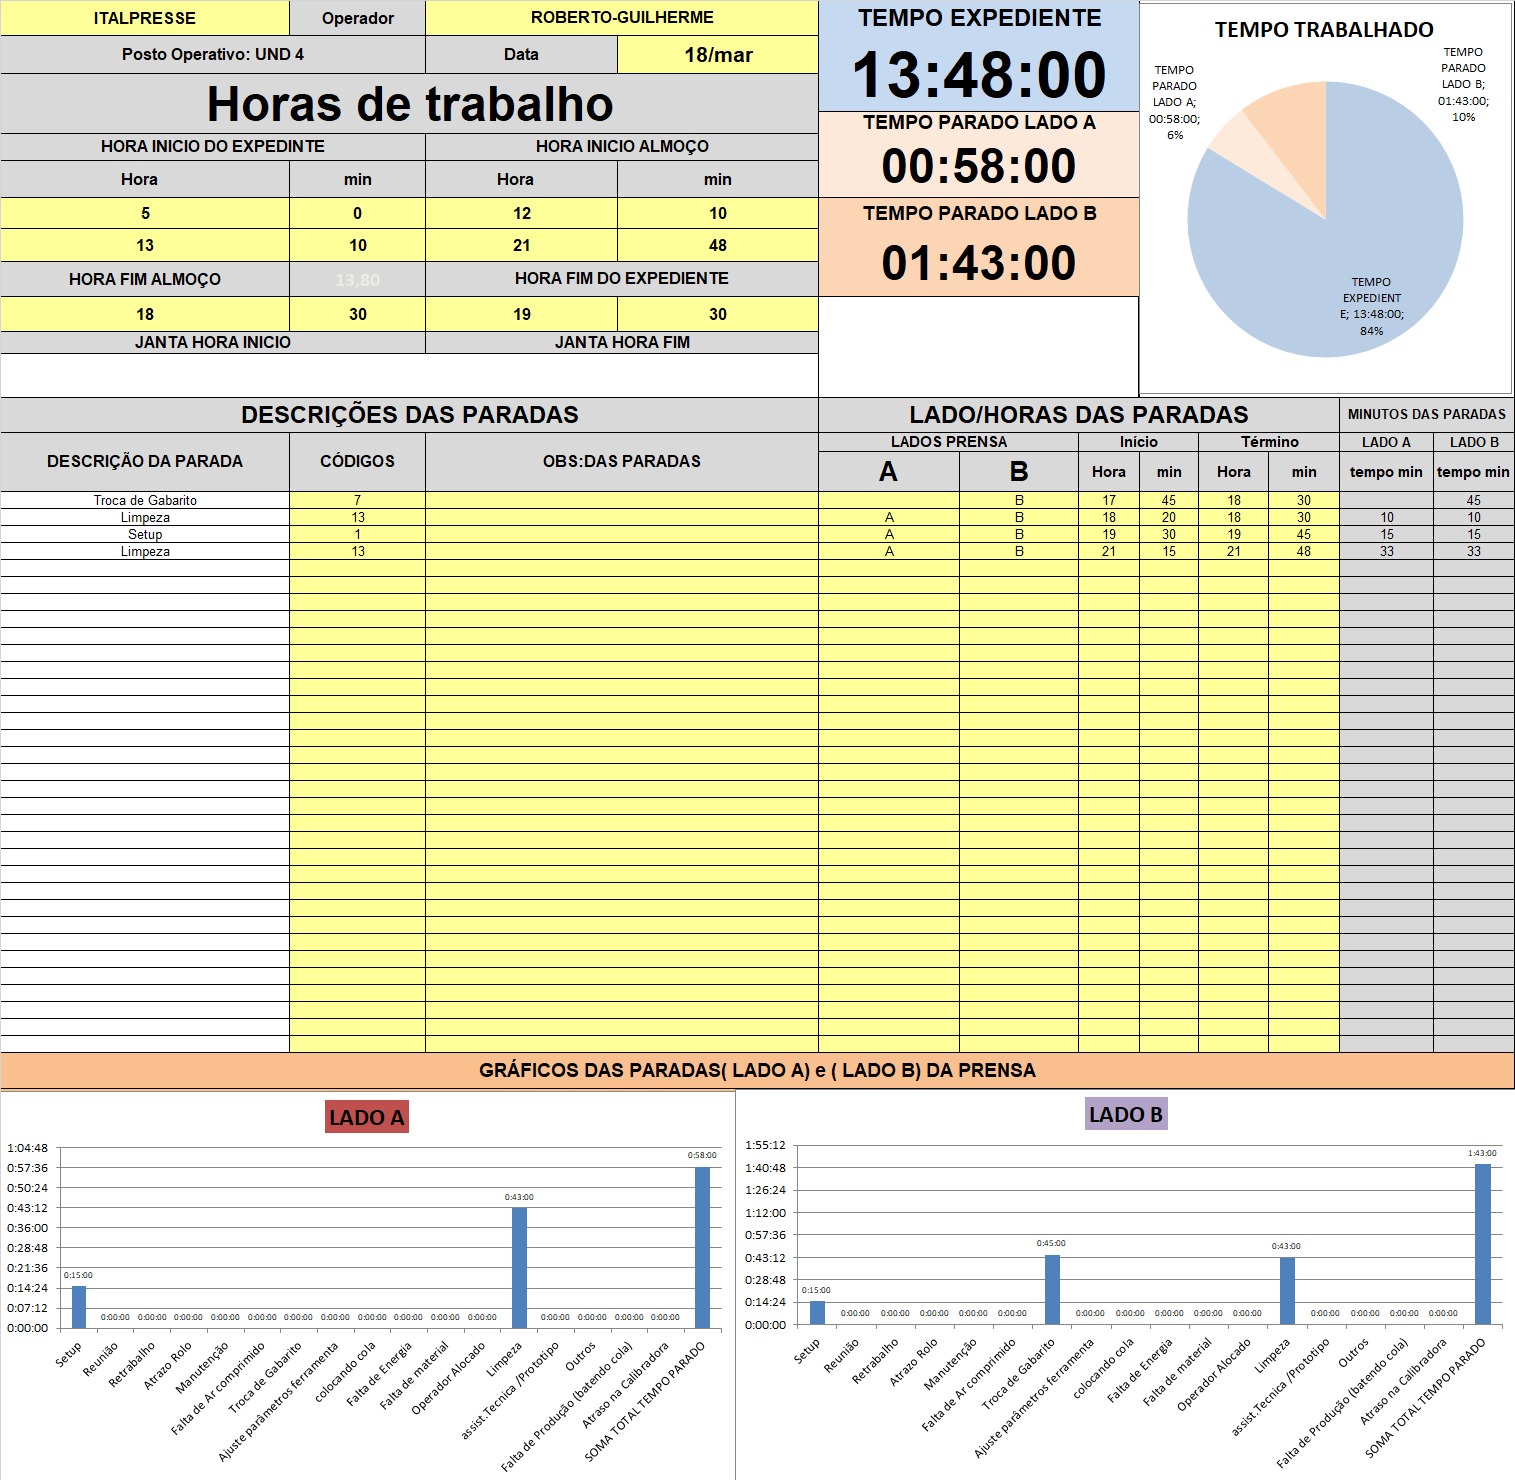 ITALPRESSE Operador ROBERTO-GUILHERME
Posto Operativo: UND 4 Data 18/mar
Horas de trabalho
HORA INICIO DO EXPEDINTE HORA INICIO ALMOÇO
Hora min Hora min
5 0 12 10
13 10 21 48
HORA FIM ALMOÇO 13,80 HORA FIM DO EXPEDIENTE
18 30 19 30
JANTA HORA INICIO JANTA HORA FIM
TEMPO EXPEDIENTE
13:48:00
TEMPO PARADO LADO A
00:58:00
TEMPO PARADO LADO B
01:43:00
TEMPO TRABALHADO
TEMPO
PARADO
LADO A;
00:58:00;
6%
TEMPO
PARADO
LADO B;
01:43:00;
10%
TEMPO
EXPEDIENT
E; 13:48:00;
84%
DESCRIÇÕES DAS PARADAS LADO/HORAS DAS PARADAS MINUTOS DAS PARADAS
DESCRIÇÃO DA PARADA CÓDIGOS OBS:DAS PARADAS LADOS PRENSA Início Término LADO A LADO B
A B Hora min Hora min tempo min tempo min
Troca de Gabarito 7 B 17 45 18 30 45
Limpeza 13 A B 18 20 18 30 10 10
Setup 1 A B 19 30 19 45 15 15
Limpeza 13 A B 21 15 21 48 33 33
GRÁFICOS DAS PARADAS( LADO A) e ( LADO B) DA PRENSA
LADO A
1:04:48
0:57:36
0:50:24
0:43:12
0:36:00
0:28:48
0:21:36
0:14:24
0:07:12
0:00:00
0:15:00 0:00:00 0:00:00 0:00:00 0:00:00 0:00:00 0:00:00 0:00:00 0:00:00 0:00:00 0:00:00 0:00:00 0:43:00 0:00:00 0:00:00 0:00:00 0:00:00 0:58:00
Setup
Reunião
Retrabalho
Atrazo Rolo
Manutenção
Falta de Ar comprimido
Troca de Gabarito
Ajuste parâmetros ferramenta
colocando cola
Falta de Energia
Falta de material
Operador Alocado
Limpeza
assist.Tecnica /Prototipo
Outros
Falta de Produção (batendo cola)
Atraso na Calibradora
SOMA TOTAL TEMPO PARADO
LADO B
1:55:12
1:40:48
1:26:24
1:12:00
0:57:36
0:43:12
0:28:48
0:14:24
0:00:00
0:15:00 0:00:00 0:00:00 0:00:00 0:00:00 0:00:00 0:45:00 0:00:00 0:00:00 0:00:00 0:00:00 0:00:00 0:43:00 0:00:00 0:00:00 0:00:00 0:00:00 1:43:00
Setup
Reunião
Retrabalho
Atrazo Rolo
Manutenção
Falta de Ar comprimido
Troca de Gabarito
Ajuste parâmetros ferramenta
colocando cola
Falta de Energia
Falta de material
Operador Alocado
Limpeza
assist.Tecnica /Prototipo
Outros
Falta de Produção (batendo cola)
Atraso na Calibradora
SOMA TOTAL TEMPO PARADO